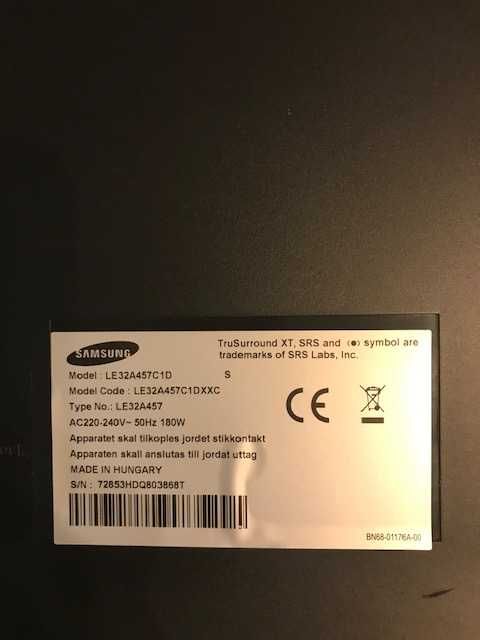 SAMSUNG
TruSurround XT, SRS and (●) symbol are
trademarks of SRS Labs, Inc.
Model : LE32A457C1D S
Model Code : LE32A457C1DXXC
Type No.: LE32A457
AC220-240V~ 50Hz 180W
Apparatet skal tilkoples jordet stikkontakt
Apparaten skall anslutas till jordat uttag
MADE IN HUNGARY
S/N : 72853HDQ803868T
CE
BN68-01176A-00